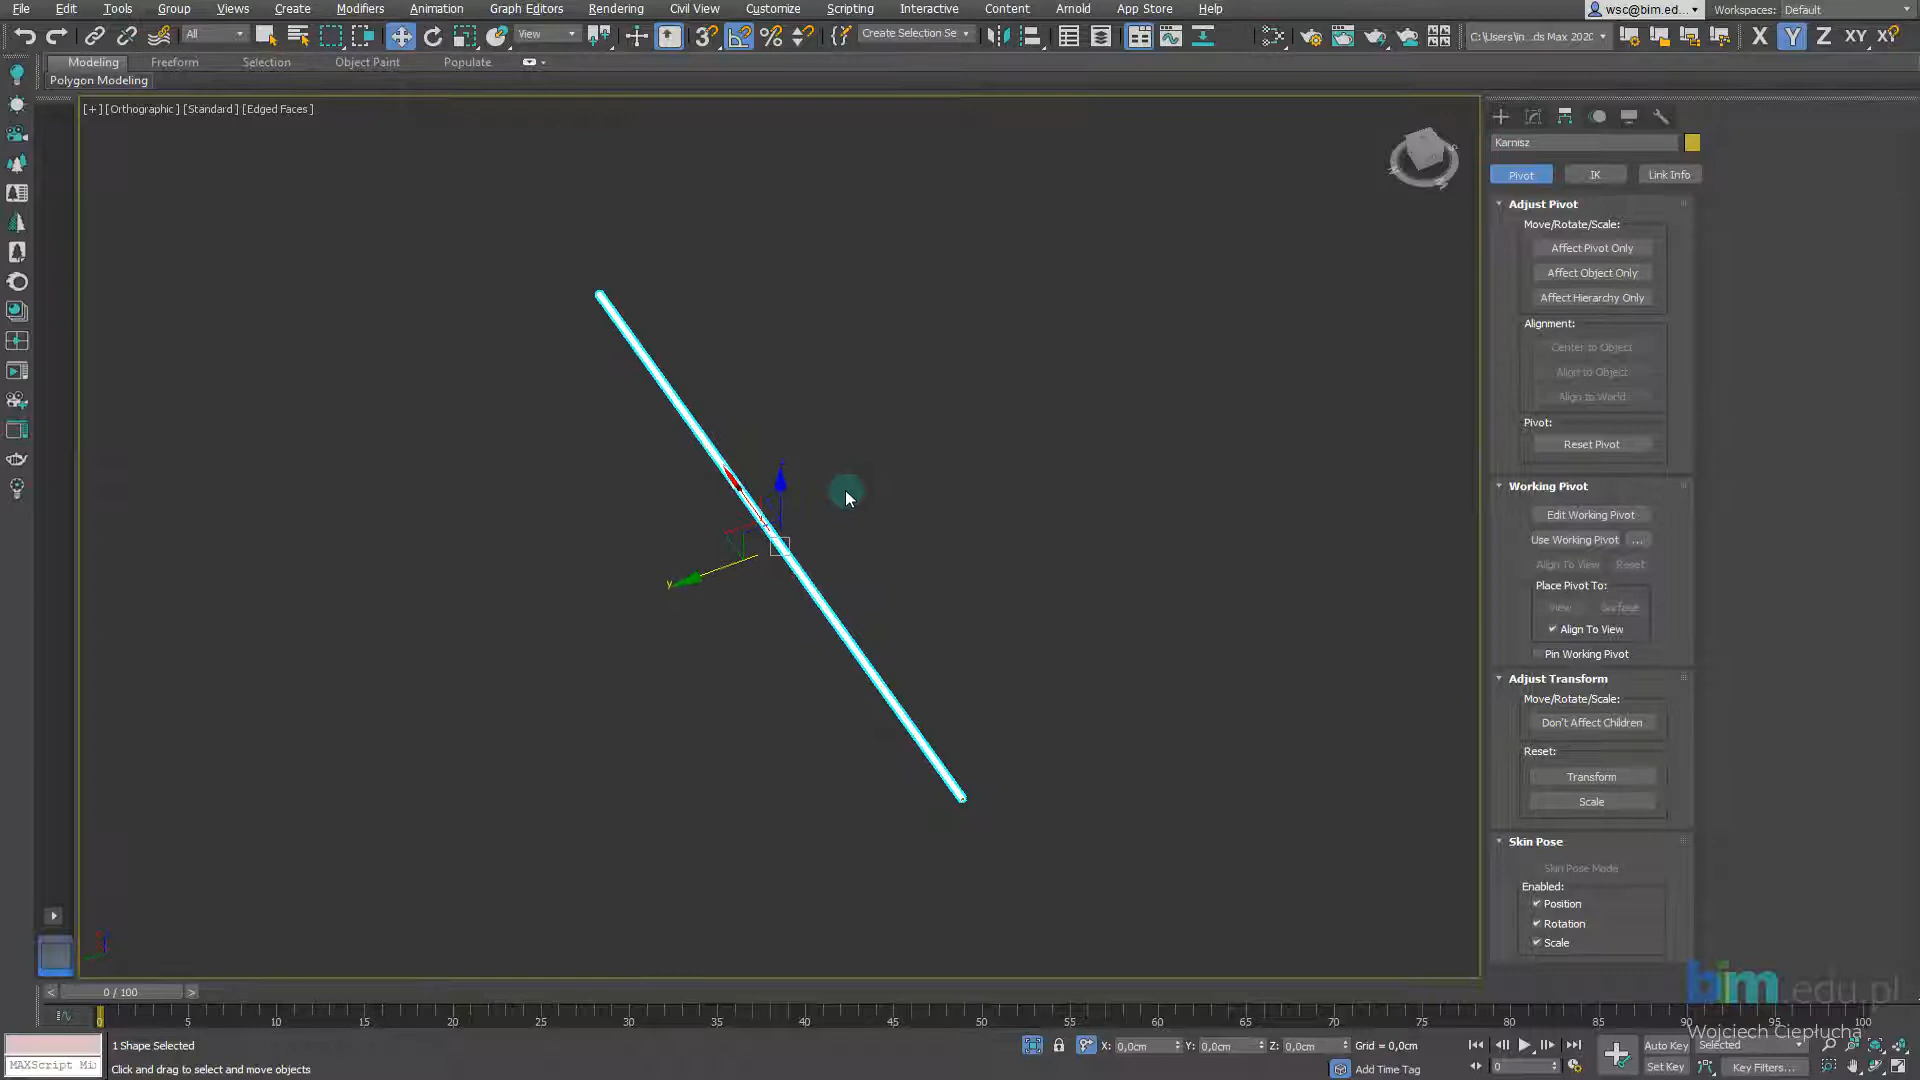 File Edit Tools Group Views Create Modifiers Animation Graph Editors Rendering Civil View Customize Scripting Interactive Content Arnold App Store Help wsc@bim.ed... Workspaces: Default
All View Create Selection Se C:\Users\in...ds Max 2020 X Y Z XY
Modeling Freeform Selection Object Paint Populate
Polygon Modeling
[+] [Orthographic] [Standard] [Edged Faces]
Karnisz
Pivot IK Link Info
Adjust Pivot
Move/Rotate/Scale:
Affect Pivot Only
Affect Object Only
Affect Hierarchy Only
Alignment:
Center to Object
Align to Object
Align to World
Pivot:
Reset Pivot
Working Pivot
Edit Working Pivot
Use Working Pivot ...
Align To View Reset
Place Pivot To:
View Surface
Align To View
Pin Working Pivot
Adjust Transform
Move/Rotate/Scale:
Don't Affect Children
Reset:
Transform
Scale
Skin Pose
Skin Pose Mode
Enabled:
Position
Rotation
Scale
y
bim.edu.pl
Wojciech Ciepłucha
< 0 / 100 >
0 5 10 15 20 25 30 35 40 45 50 55 60 65 70 75 80 85 90 95 100
1 Shape Selected X: 0,0cm Y: 0,0cm Z: 0,0cm Grid = 0,0cm Auto Key Selected
MAXScript Mi Click and drag to select and move objects Add Time Tag 0 Set Key Key Filters...